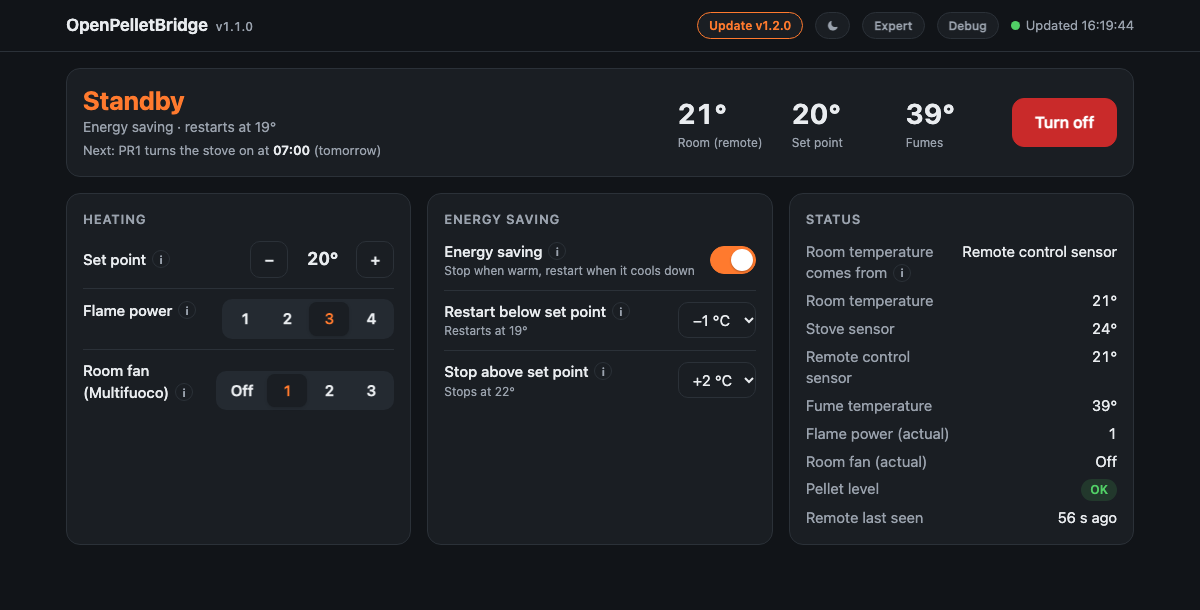 OpenPelletBridge v1.1.0
Update v1.2.0
Expert
Debug
Updated 16:19:44
Standby
Energy saving · restarts at 19°
Next: PR1 turns the stove on at 07:00 (tomorrow)
21°
Room (remote)
20°
Set point
39°
Fumes
Turn off
HEATING
Set point i
– 20° +
Flame power i
1 2 3 4
Room fan
(Multifuoco) i
Off 1 2 3
ENERGY SAVING
Energy saving i
Stop when warm, restart when it cools down
Restart below set point i
Restarts at 19°
−1 °C
Stop above set point i
Stops at 22°
+2 °C
STATUS
Room temperature
comes from i
Remote control sensor
Room temperature 21°
Stove sensor 24°
Remote control
sensor
21°
Fume temperature 39°
Flame power (actual) 1
Room fan (actual) Off
Pellet level OK
Remote last seen 56 s ago